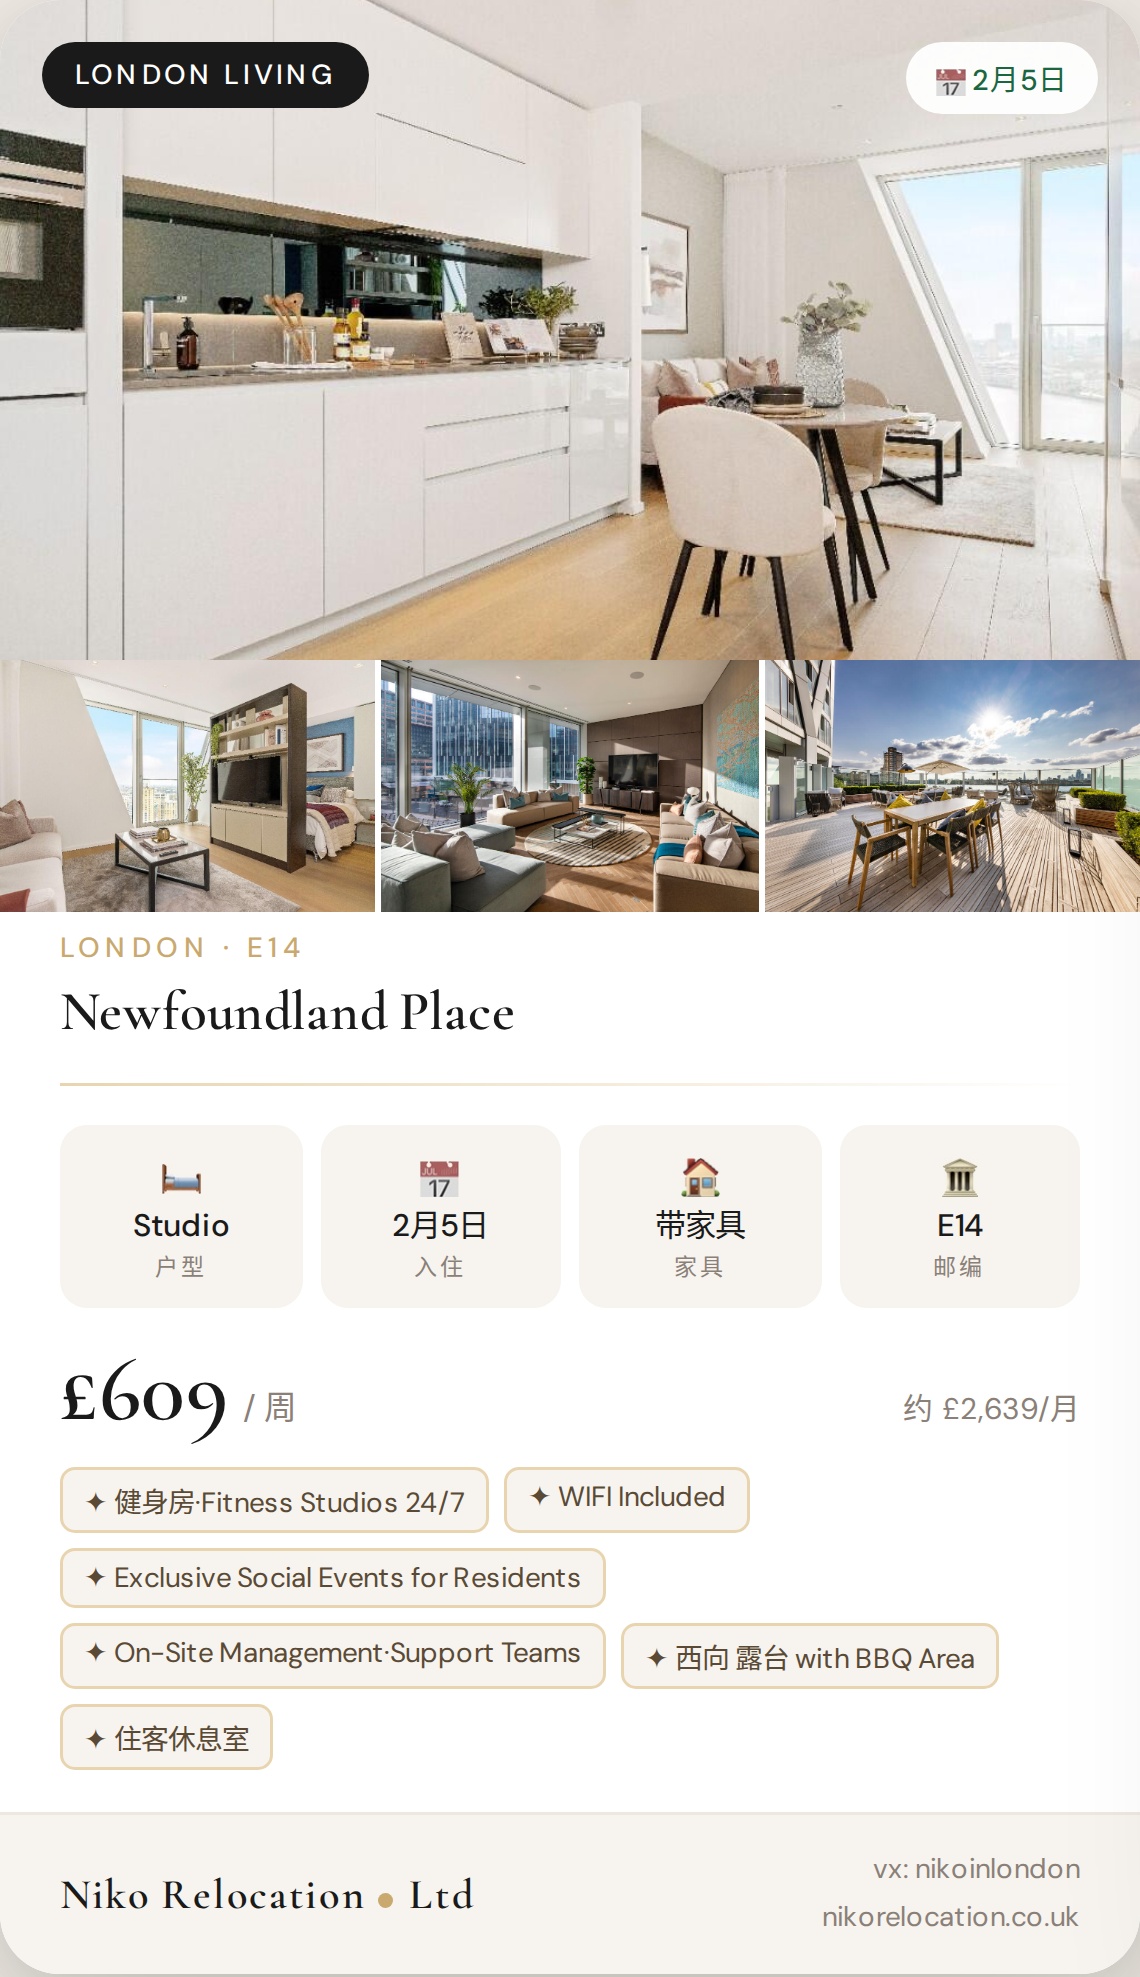 LONDON LIVING
📅 2月5日
LONDON · E14
Newfoundland Place
Studio
户型
2月5日
入住
带家具
家具
E14
邮编
£609 / 周
约 £2,639/月
✦ 健身房·Fitness Studios 24/7
✦ WIFI Included
✦ Exclusive Social Events for Residents
✦ On-Site Management·Support Teams
✦ 西向 露台 with BBQ Area
✦ 住客休息室
Niko Relocation ● Ltd
vx: nikoinlondon
nikorelocation.co.uk